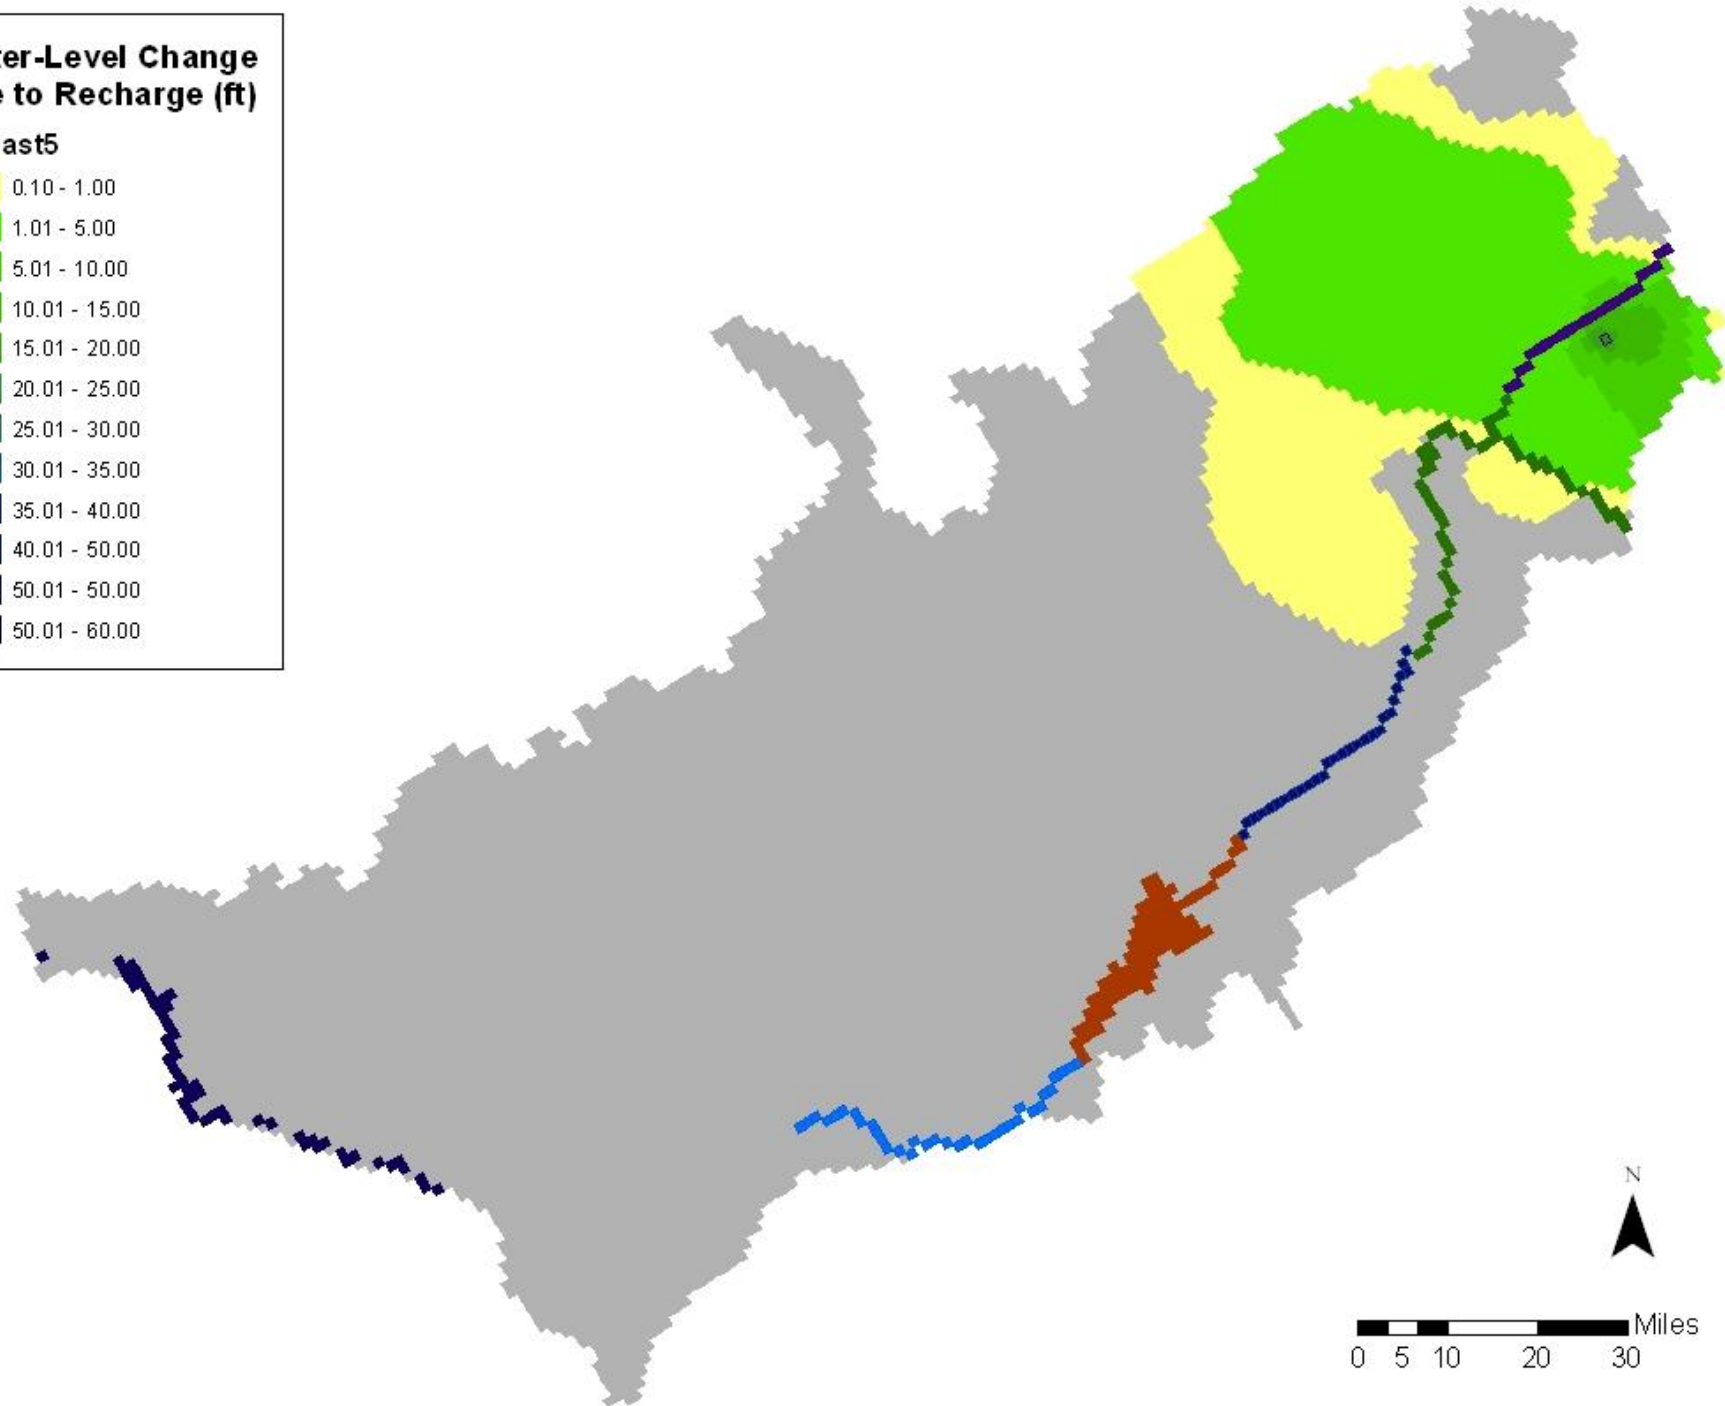 ter-Level Change
e to Recharge (ft)
ast5
0.10 - 1.00
1.01 - 5.00
5.01 - 10.00
10.01 - 15.00
15.01 - 20.00
20.01 - 25.00
25.01 - 30.00
30.01 - 35.00
35.01 - 40.00
40.01 - 50.00
50.01 - 50.00
50.01 - 60.00
N
Miles
0 5 10 20 30